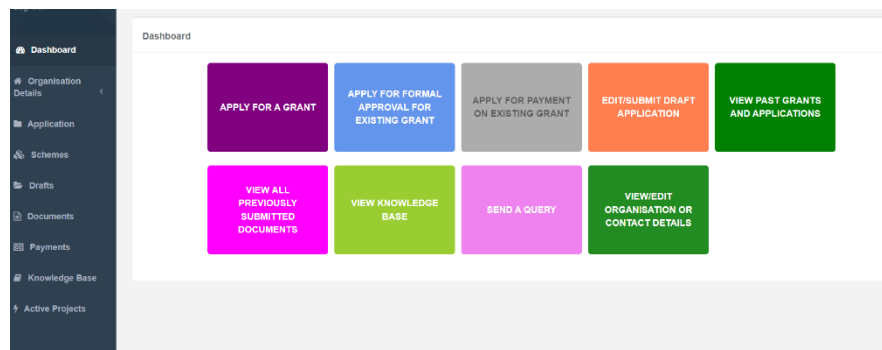 Dashboard
Organisation
Details
Application
Schemes
Drafts
Documents
Payments
Knowledge Base
Active Projects
Dashboard
APPLY FOR A GRANT
APPLY FOR FORMAL
APPROVAL FOR
EXISTING GRANT
APPLY FOR PAYMENT
ON EXISTING GRANT
EDIT/SUBMIT DRAFT
APPLICATION
VIEW PAST GRANTS
AND APPLICATIONS
VIEW ALL
PREVIOUSLY
SUBMITTED
DOCUMENTS
VIEW KNOWLEDGE
BASE
SEND A QUERY
VIEW/EDIT
ORGANISATION OR
CONTACT DETAILS